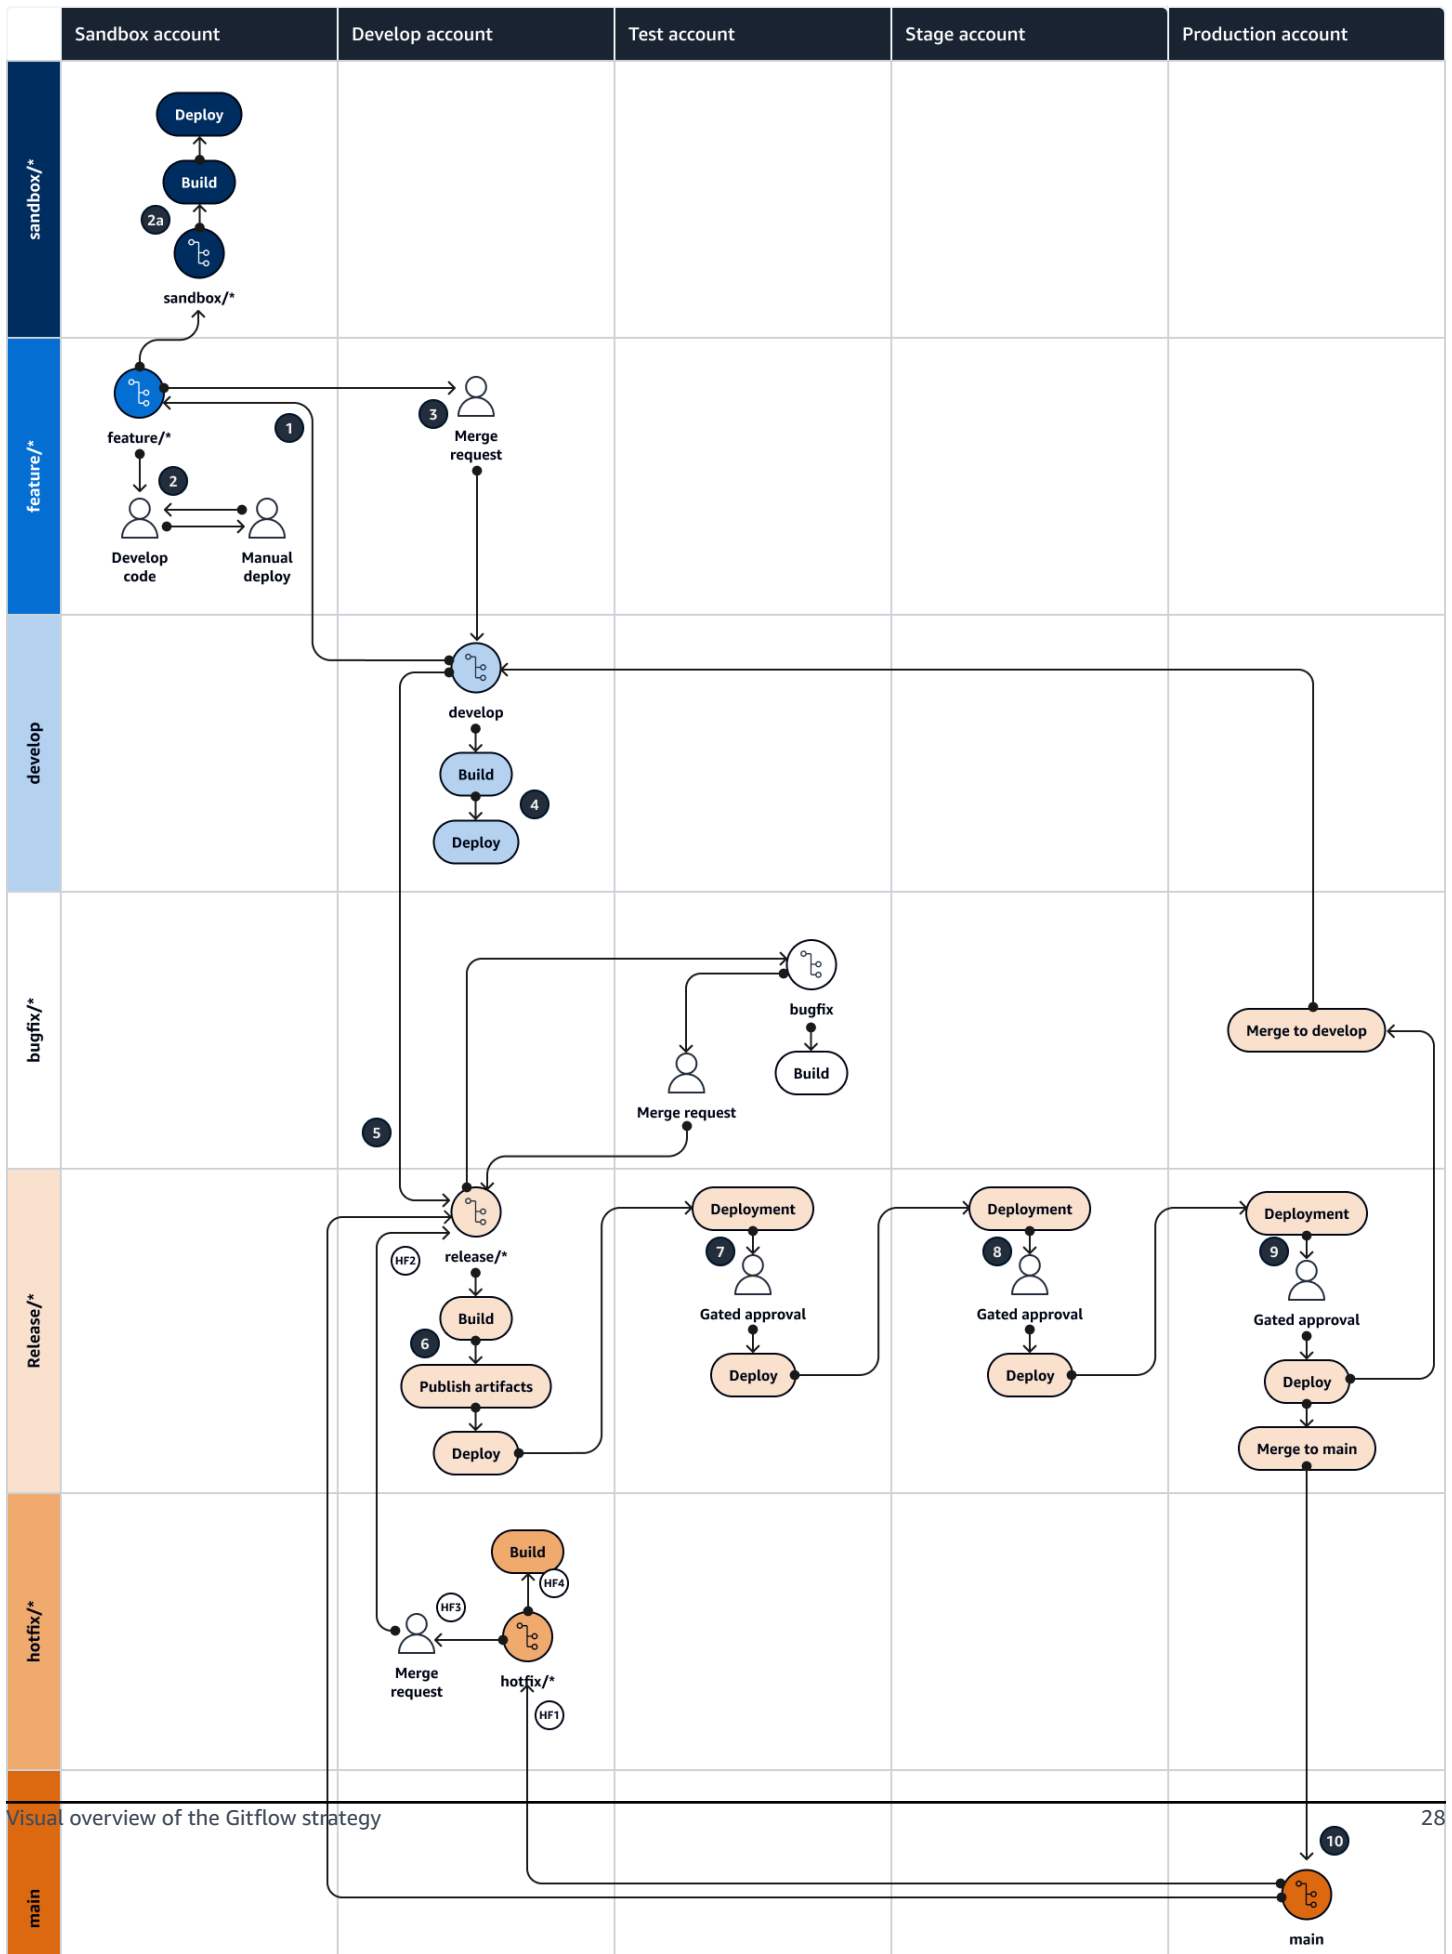 Sandbox account
Develop account
Test account
Stage account
Production account
sandbox/*
Deploy
Build
2a
sandbox/*
feature/*
feature/*
1
3
Merge
request
2
Develop
code
Manual
deploy
develop
develop
Build
4
Deploy
bugfix/*
bugfix
Build
Merge request
Merge to develop
5
Release/*
release/*
HF2
Build
6
Publish artifacts
Deploy
Deployment
7
Gated approval
Deploy
Deployment
8
Gated approval
Deploy
Deployment
9
Gated approval
Deploy
Merge to main
hotfix/*
Build
HF4
HF3
Merge
request
hotfix/*
HF1
Visual overview of the Gitflow strategy
28
main
10
main